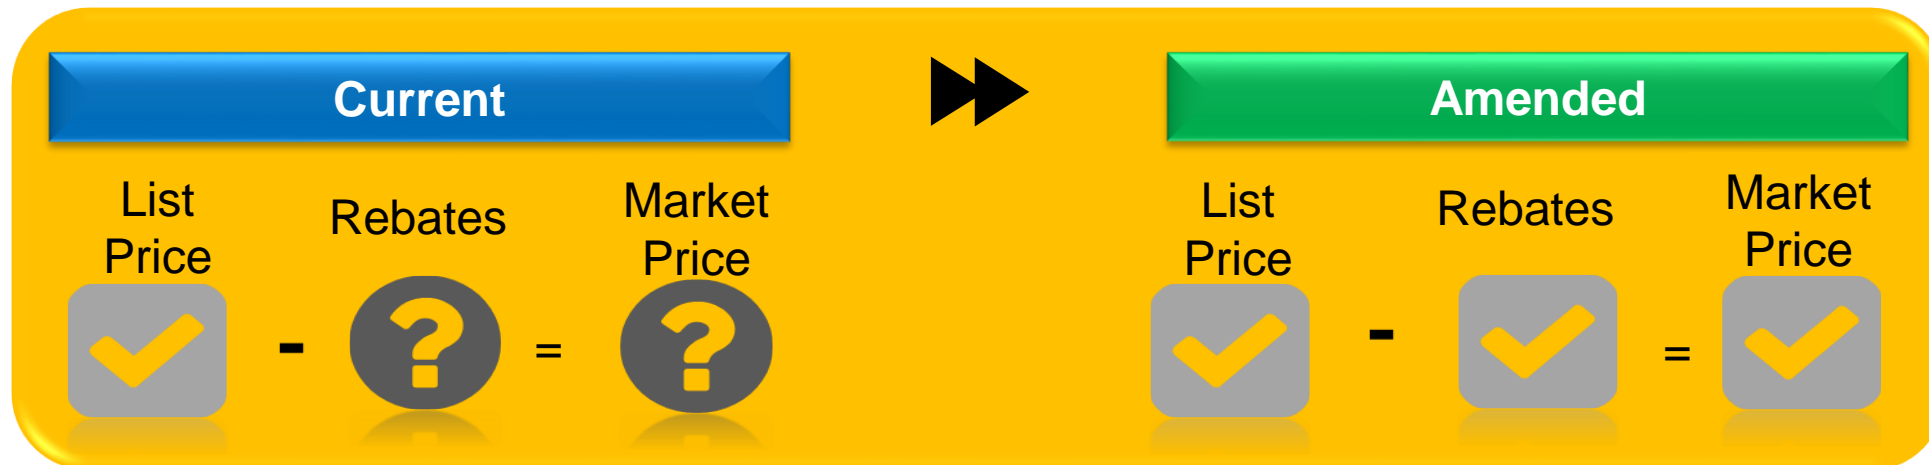 Current
Amended
List
Price
Rebates
Market
Price
- ? = ?
List
Price
Rebates
Market
Price
- =